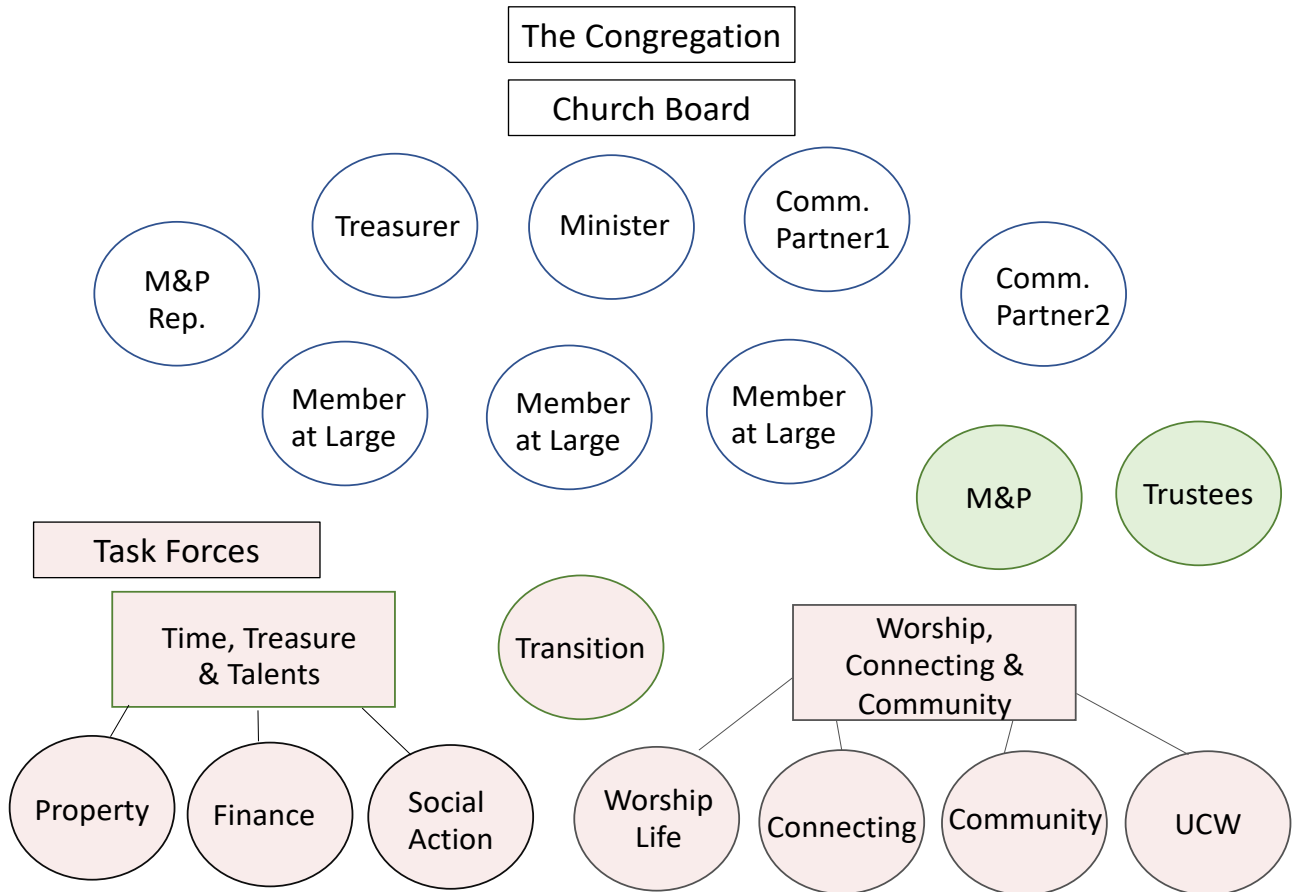 The Congregation
Church Board
Treasurer
Minister
Comm.
Partner1
M&P
Rep.
Comm.
Partner2
Member
at Large
Member
at Large
Member
at Large
M&P
Trustees
Task Forces
Time, Treasure
& Talents
Transition
Worship,
Connecting &
Community
Property
Finance
Social
Action
Worship
Life
Connecting
Community
UCW